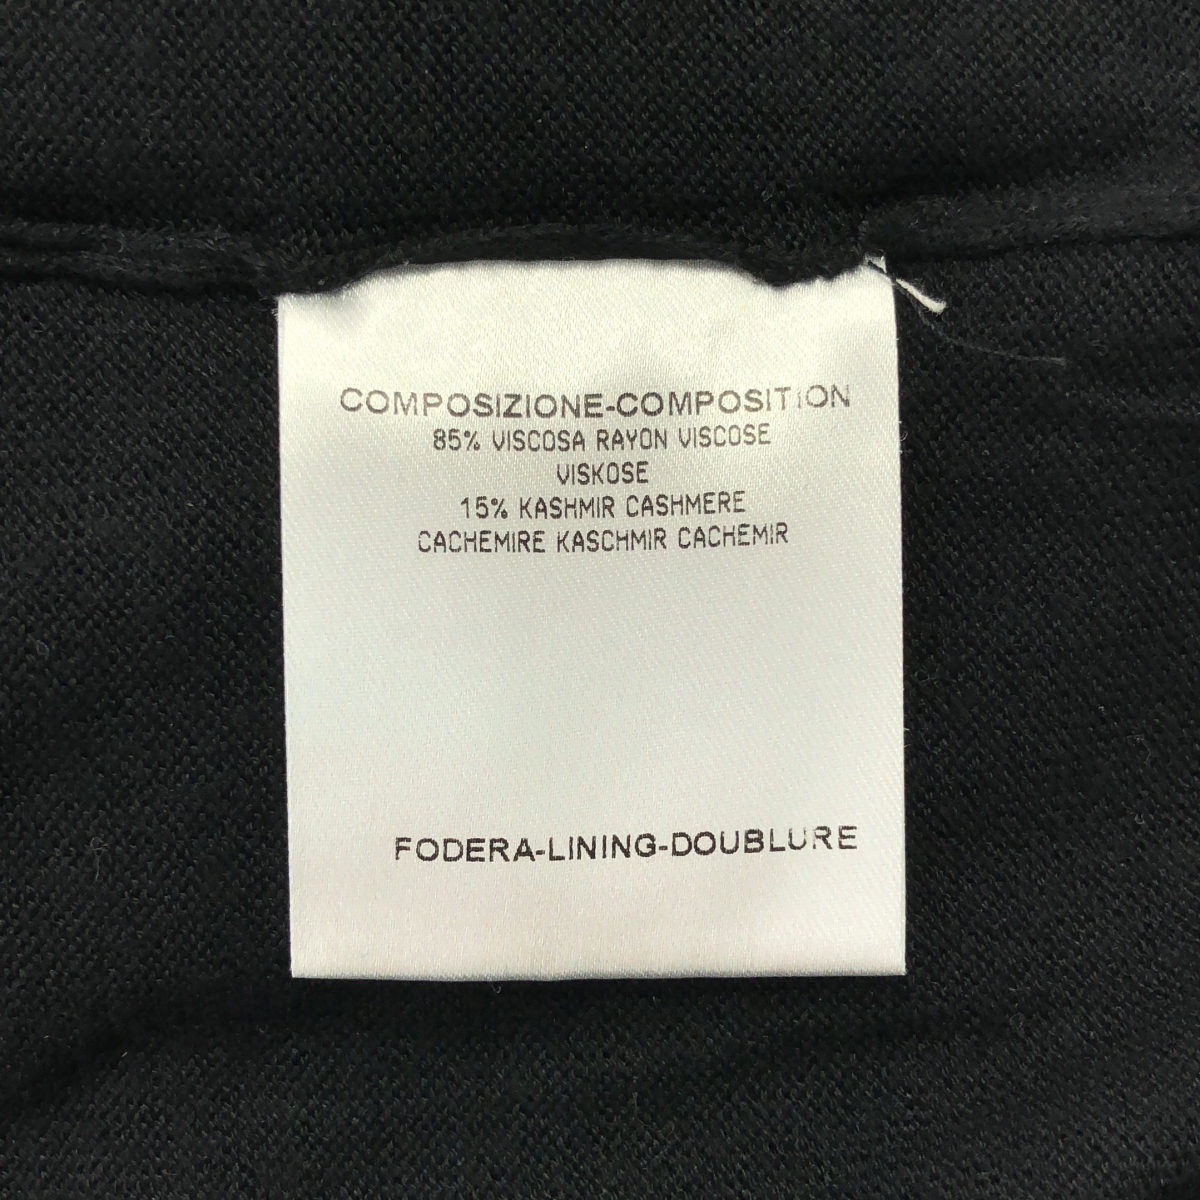 COMPOSIZIONE-COMPOSITION
85% VISCOSA RAYON VISCOSE
VISKOSE
15% KASHMIR CASHMERE
CACHEMIRE KASCHMIR CACHEMIR
FODERA-LINING-DOUBLURE